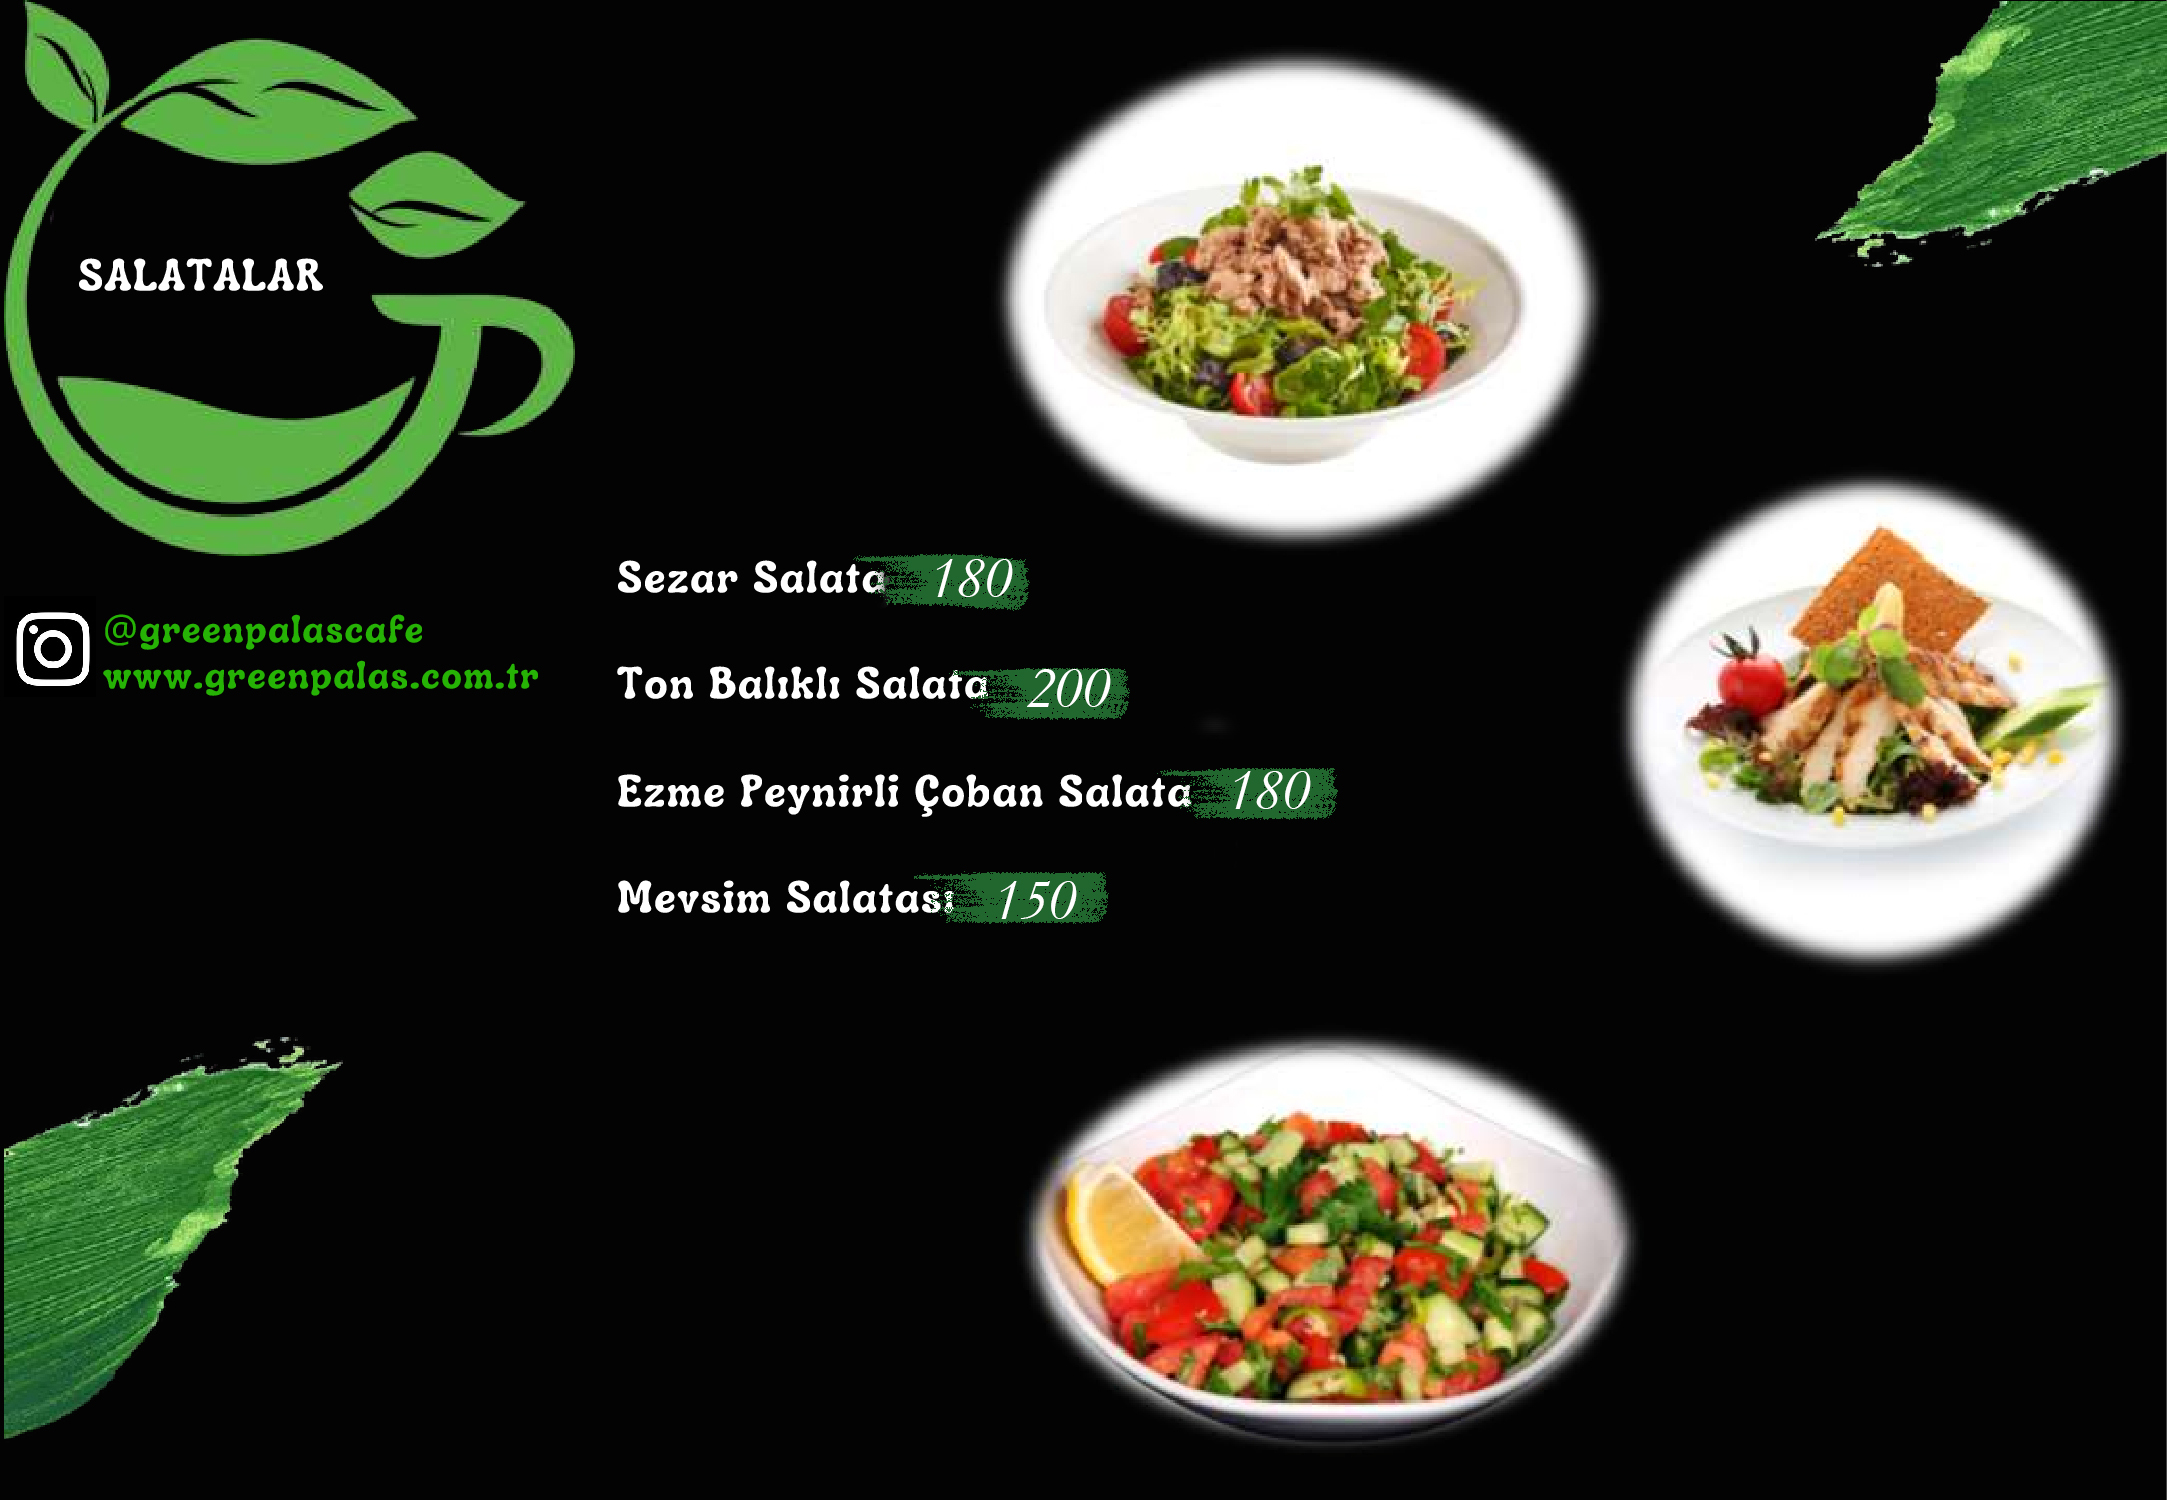 SALATALAR
@greenpalascafe
www.greenpalas.com.tr
Sezar Salata 180
Ton Balıklı Salata 200
Ezme Peynirli Çoban Salata 180
Mevsim Salatası 150